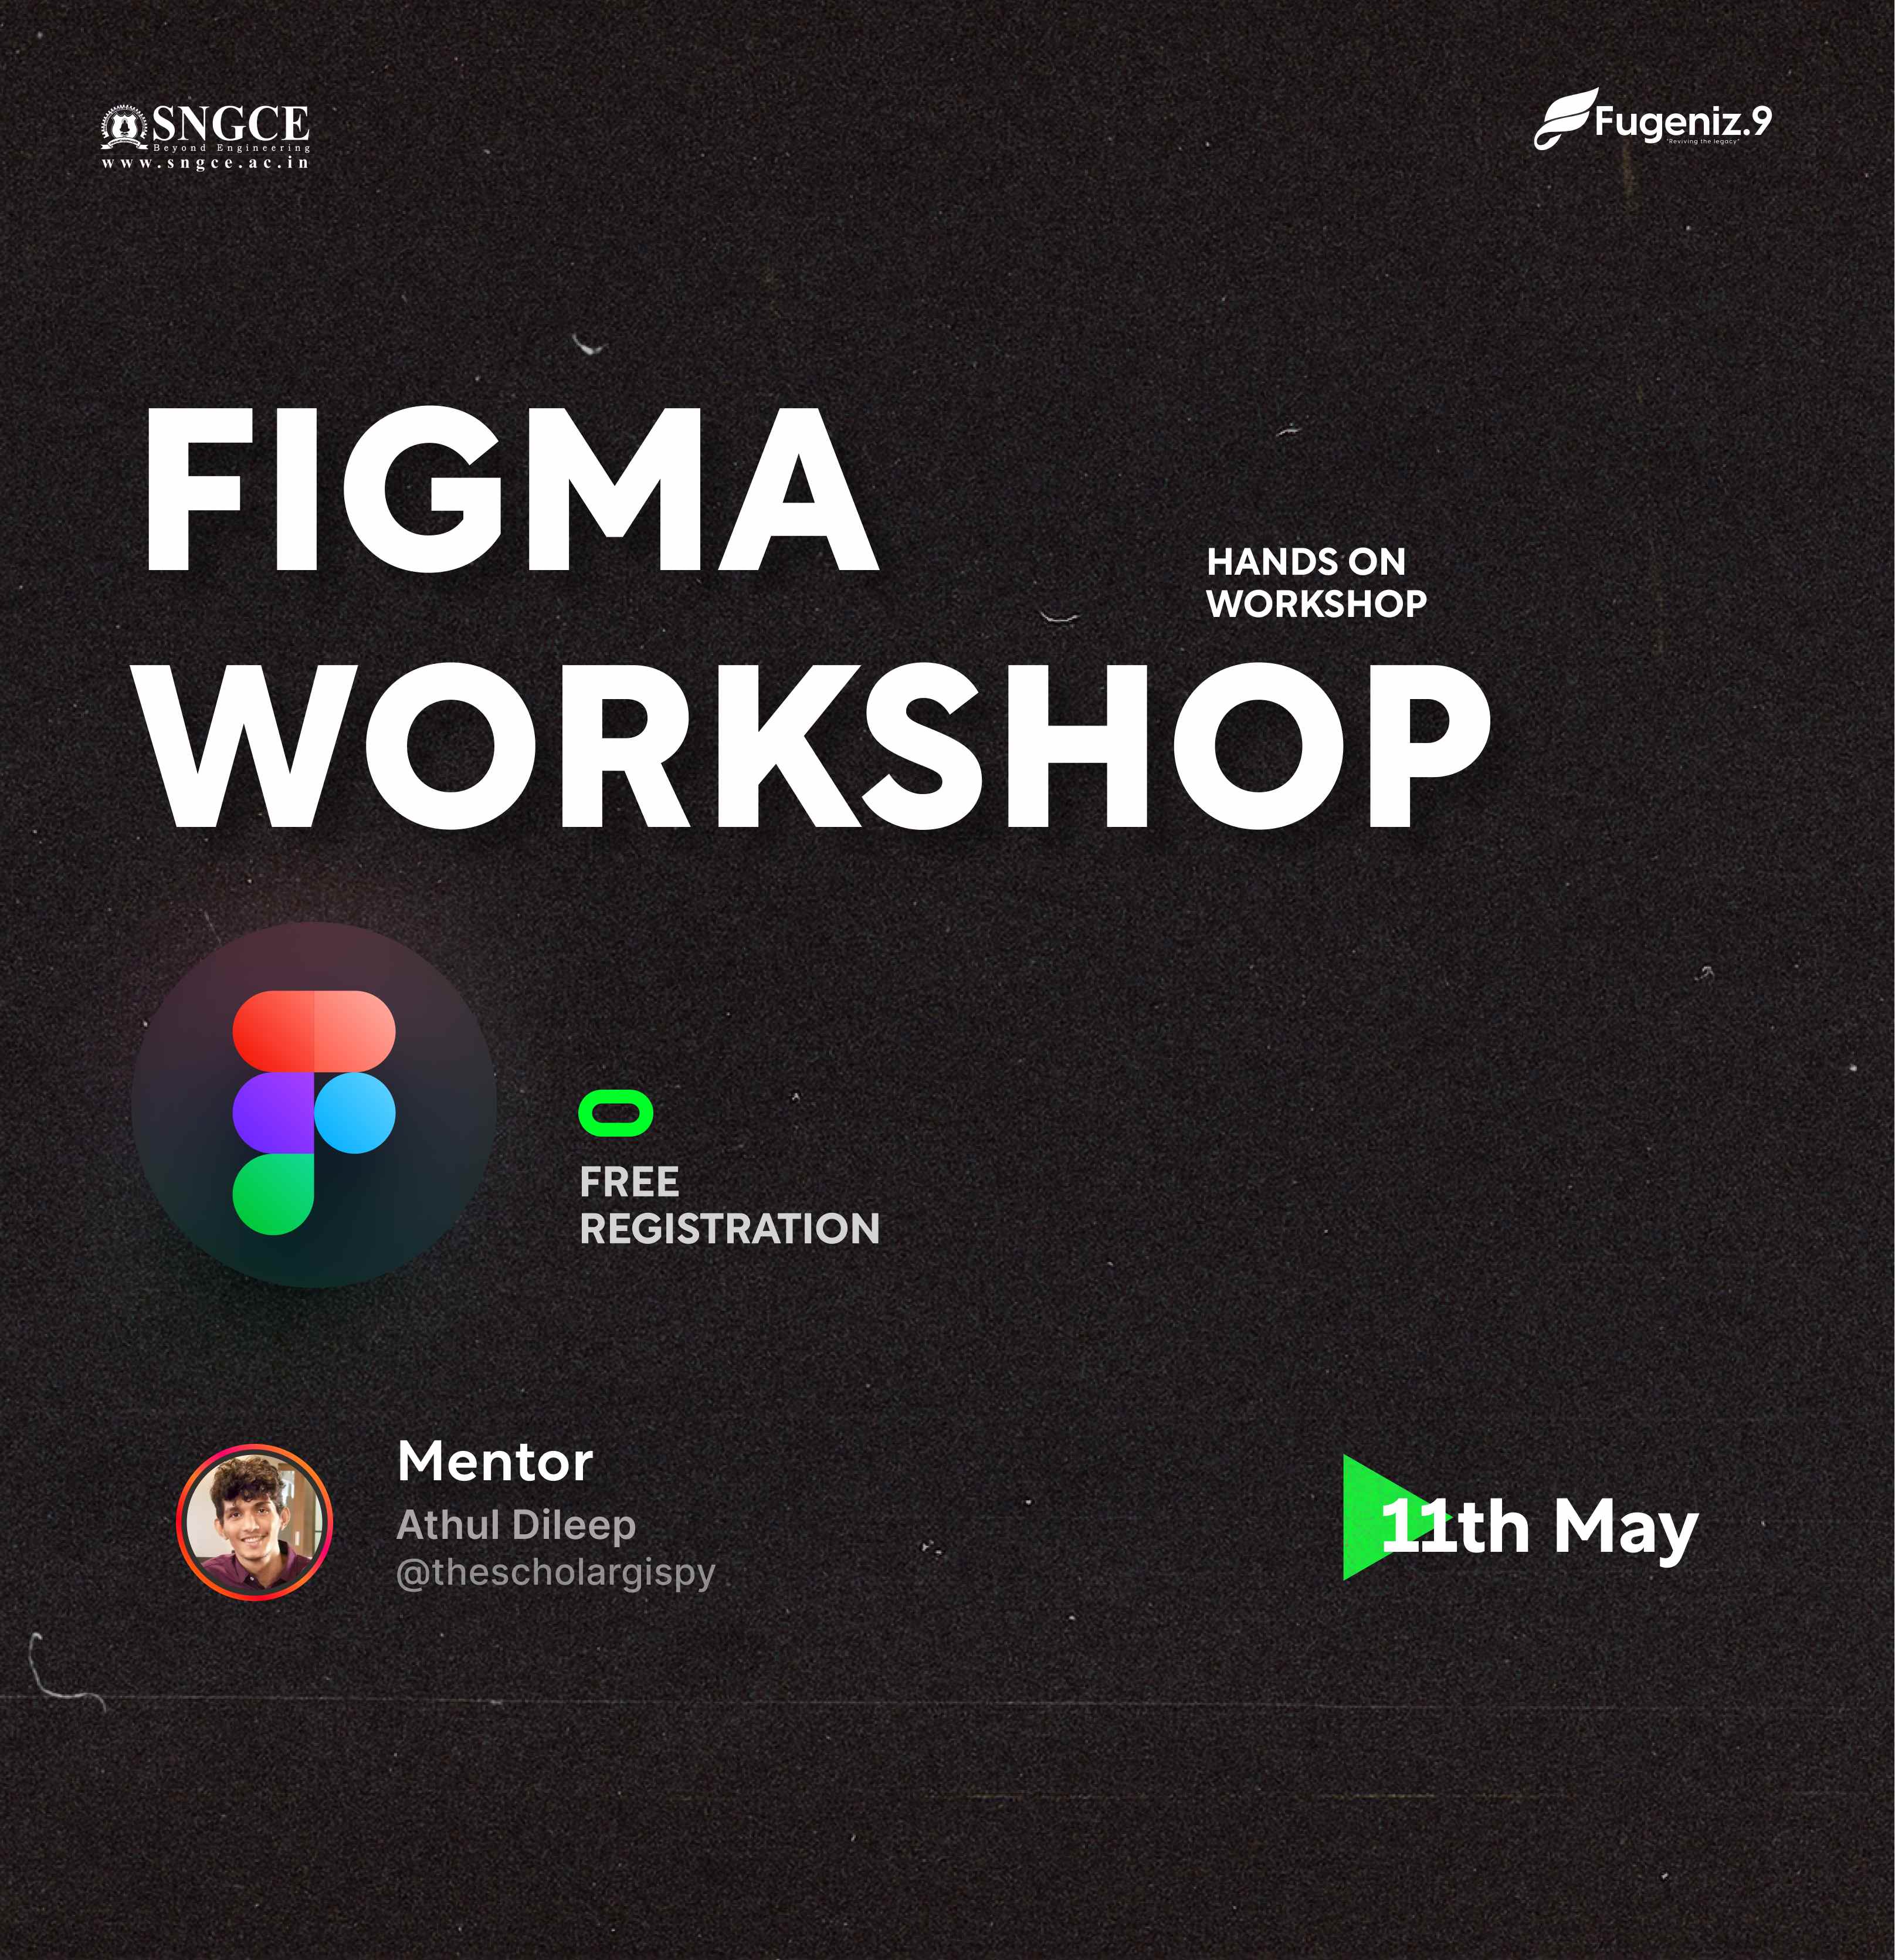 SNGCE
Beyond Engineering
www.sngce.ac.in
Fugeniz.9
"Reviving the legacy"
FIGMA
HANDS ON
WORKSHOP
WORKSHOP
FREE
REGISTRATION
Mentor
Athul Dileep
@thescholargispy
11th May